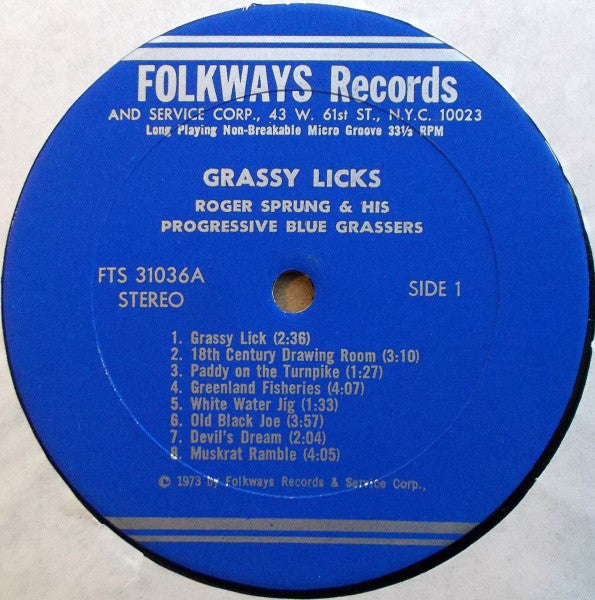 FOLKWAYS Records
AND SERVICE CORP., 43 W. 61st ST., N.Y.C. 10023
Long Playing Non-Breakable Micro Groove 33⅓ RPM
GRASSY LICKS
ROGER SPRUNG & HIS
PROGRESSIVE BLUE GRASSERS
FTS 31036A
STEREO
SIDE 1
1. Grassy Lick (2:36)
2. 18th Century Drawing Room (3:10)
3. Paddy on the Turnpike (1:27)
4. Greenland Fisheries (4:07)
5. White Water Jig (1:33)
6. Old Black Joe (3:57)
7. Devil's Dream (2:04)
8. Muskrat Ramble (4:05)
© 1973 by Folkways Records & Service Corp.,